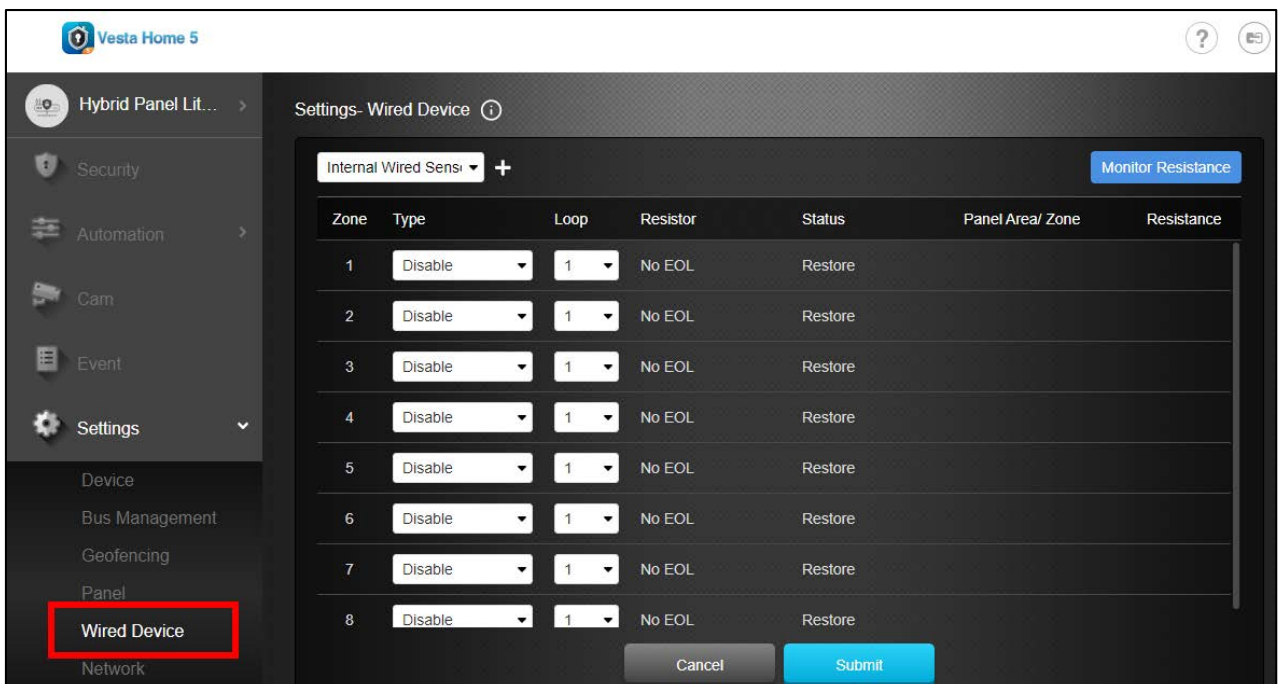 Vesta Home 5
?
Hybrid Panel Lit... >
Settings- Wired Device
Security
Internal Wired Sens
+
Monitor Resistance
Automation >
Zone Type Loop Resistor Status Panel Area/ Zone Resistance
1 Disable 1 No EOL Restore
Cam
2 Disable 1 No EOL Restore
Event
3 Disable 1 No EOL Restore
Settings
4 Disable 1 No EOL Restore
Device
5 Disable 1 No EOL Restore
Bus Management
6 Disable 1 No EOL Restore
Geofencing
7 Disable 1 No EOL Restore
Panel
8 Disable 1 No EOL Restore
Wired Device
Network
Cancel Submit